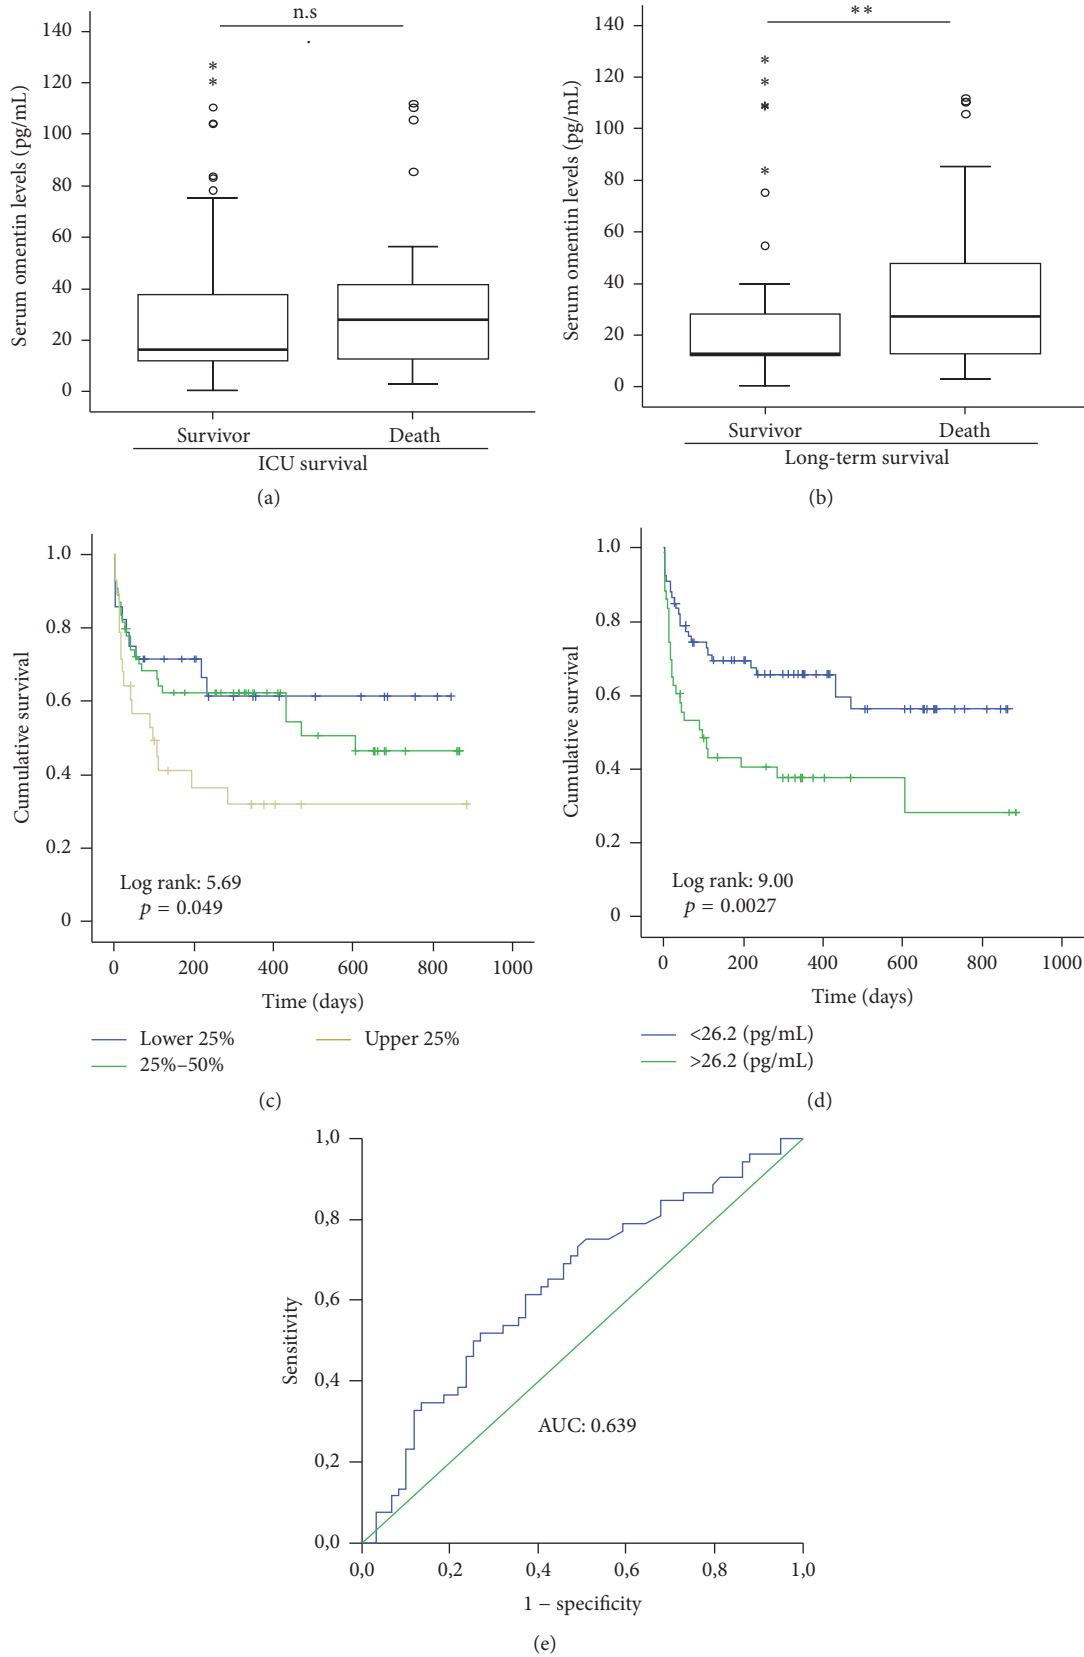 n.s
Serum omentin levels (pg/mL)
140
120
100
80
60
40
20
0
Survivor
Death
ICU survival
(a)
**
Serum omentin levels (pg/mL)
140
120
100
80
60
40
20
0
Survivor
Death
Long-term survival
(b)
Cumulative survival
1.0
0.8
0.6
0.4
0.2
0
Log rank: 5.69
p = 0.049
0 200 400 600 800 1000
Time (days)
Lower 25%
25%–50%
Upper 25%
(c)
Cumulative survival
1.0
0.8
0.6
0.4
0.2
0
Log rank: 9.00
p = 0.0027
0 200 400 600 800 1000
Time (days)
<26.2 (pg/mL)
>26.2 (pg/mL)
(d)
Sensitivity
1,0
0,8
0,6
0,4
0,2
0,0
AUC: 0.639
0,0 0,2 0,4 0,6 0,8 1,0
1 − specificity
(e)